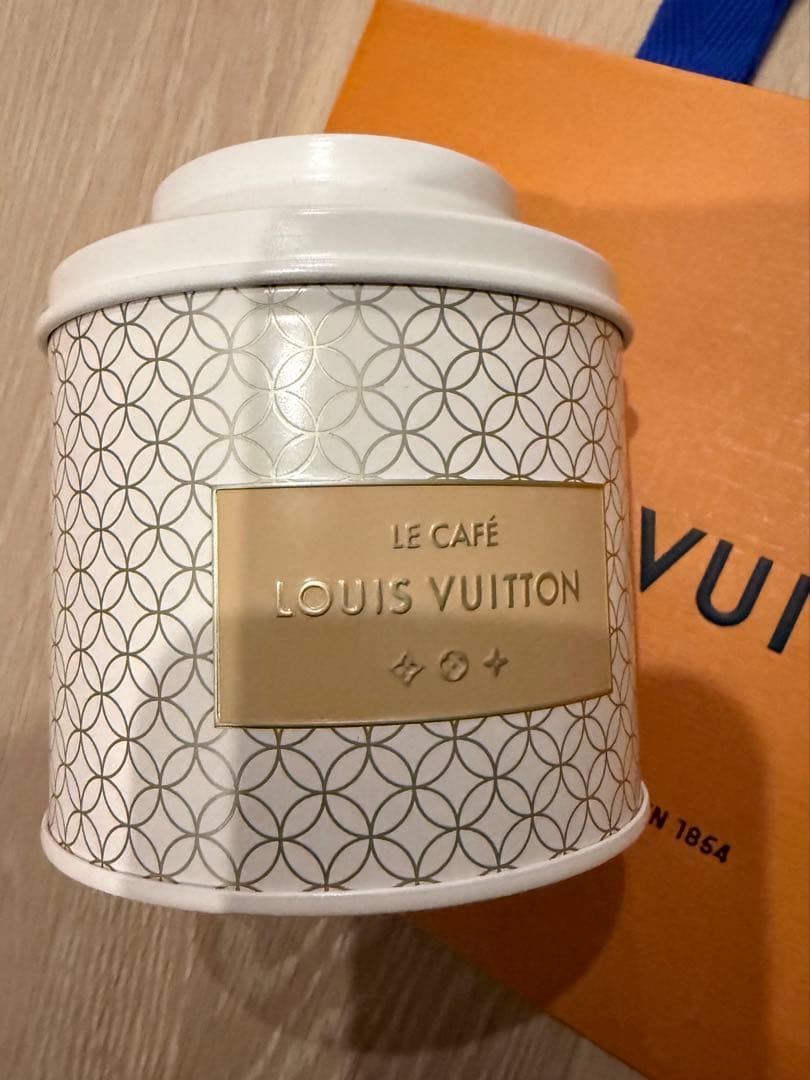 LE CAFÉ
LOUIS VUITTON
VUI
N 1854